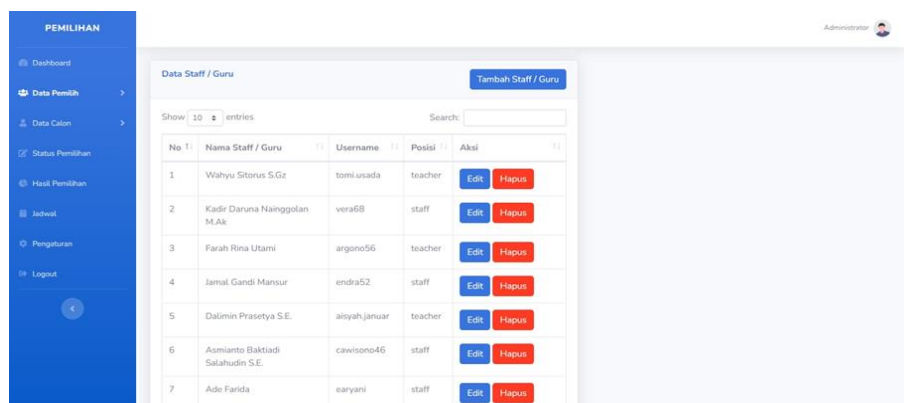 PEMILIHAN
Administrator
Dashboard
Data Pemilih
Data Calon
Status Pemilihan
Hasil Pemilihan
Jadwal
Pengaturan
Logout
Data Staff / Guru
Tambah Staff / Guru
Show 10 entries Search:
No Nama Staff / Guru Username Posisi Aksi
1 Wahyu Sitorus S.Gz tomi.usada teacher Edit Hapus
2 Kadir Daruna Nainggolan vera68 staff Edit Hapus
M.Ak
3 Farah Rina Utami argono56 teacher Edit Hapus
4 Jamal Gandi Mansur endra52 staff Edit Hapus
5 Dalimin Prasetya S.E. aisyah.januar teacher Edit Hapus
6 Asmianto Baktiadi cawisono46 staff Edit Hapus
Salahudin S.E.
7 Ade Farida earyani staff Edit Hapus